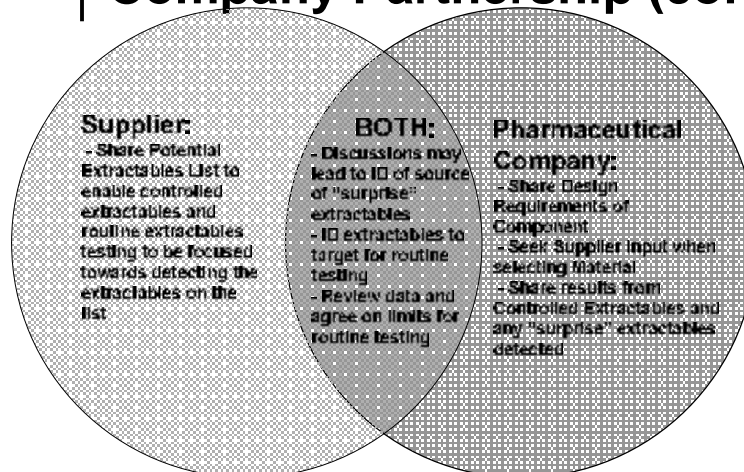 Company Partnership (con
Supplier:
- Share Potential
Extractables List to
enable controlled
extractables and
routine extractables
testing to be focused
towards detecting the
extractables on the
list
BOTH:
- Discussions may
lead to ID of source
of "surprise"
extractables
- ID extractables to
target for routine
testing
- Review data and
agree on limits for
routine testing
Pharmaceutical
Company:
- Share Design
Requirements of
Component
- Seek Supplier input when
selecting Material
- Share results from
Controlled Extractables and
any "surprise" extractables
detected